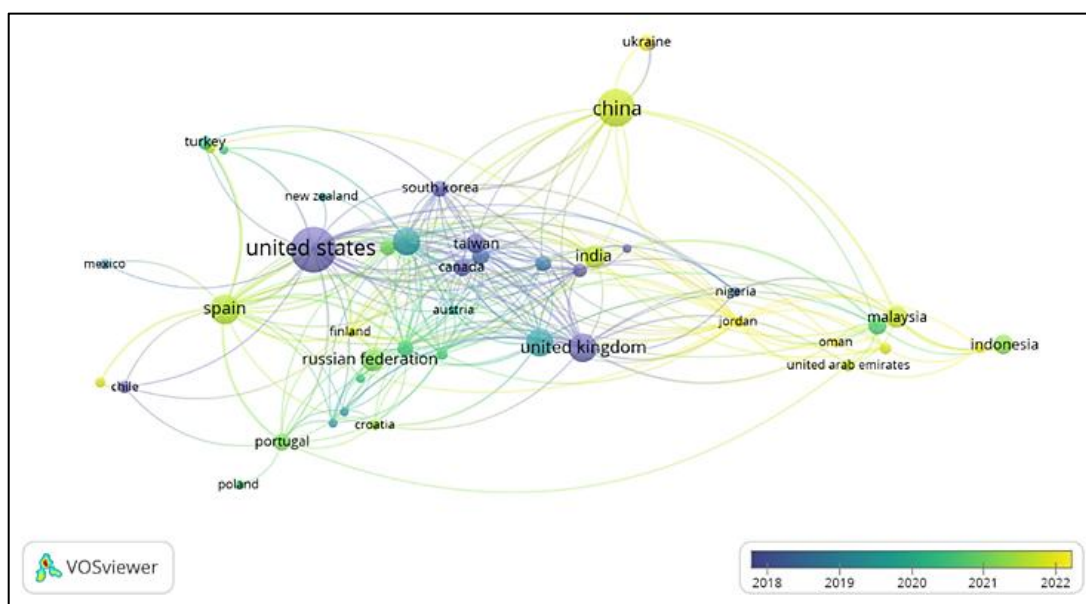 ukraine
china
turkey
south korea
new zealand
united states
taiwan
india
mexico
canada
nigeria
spain
austria
jordan
malaysia
finland
oman
indonesia
russian federation
united kingdom
united arab emirates
chile
croatia
portugal
poland
VOSviewer
2018 2019 2020 2021 2022